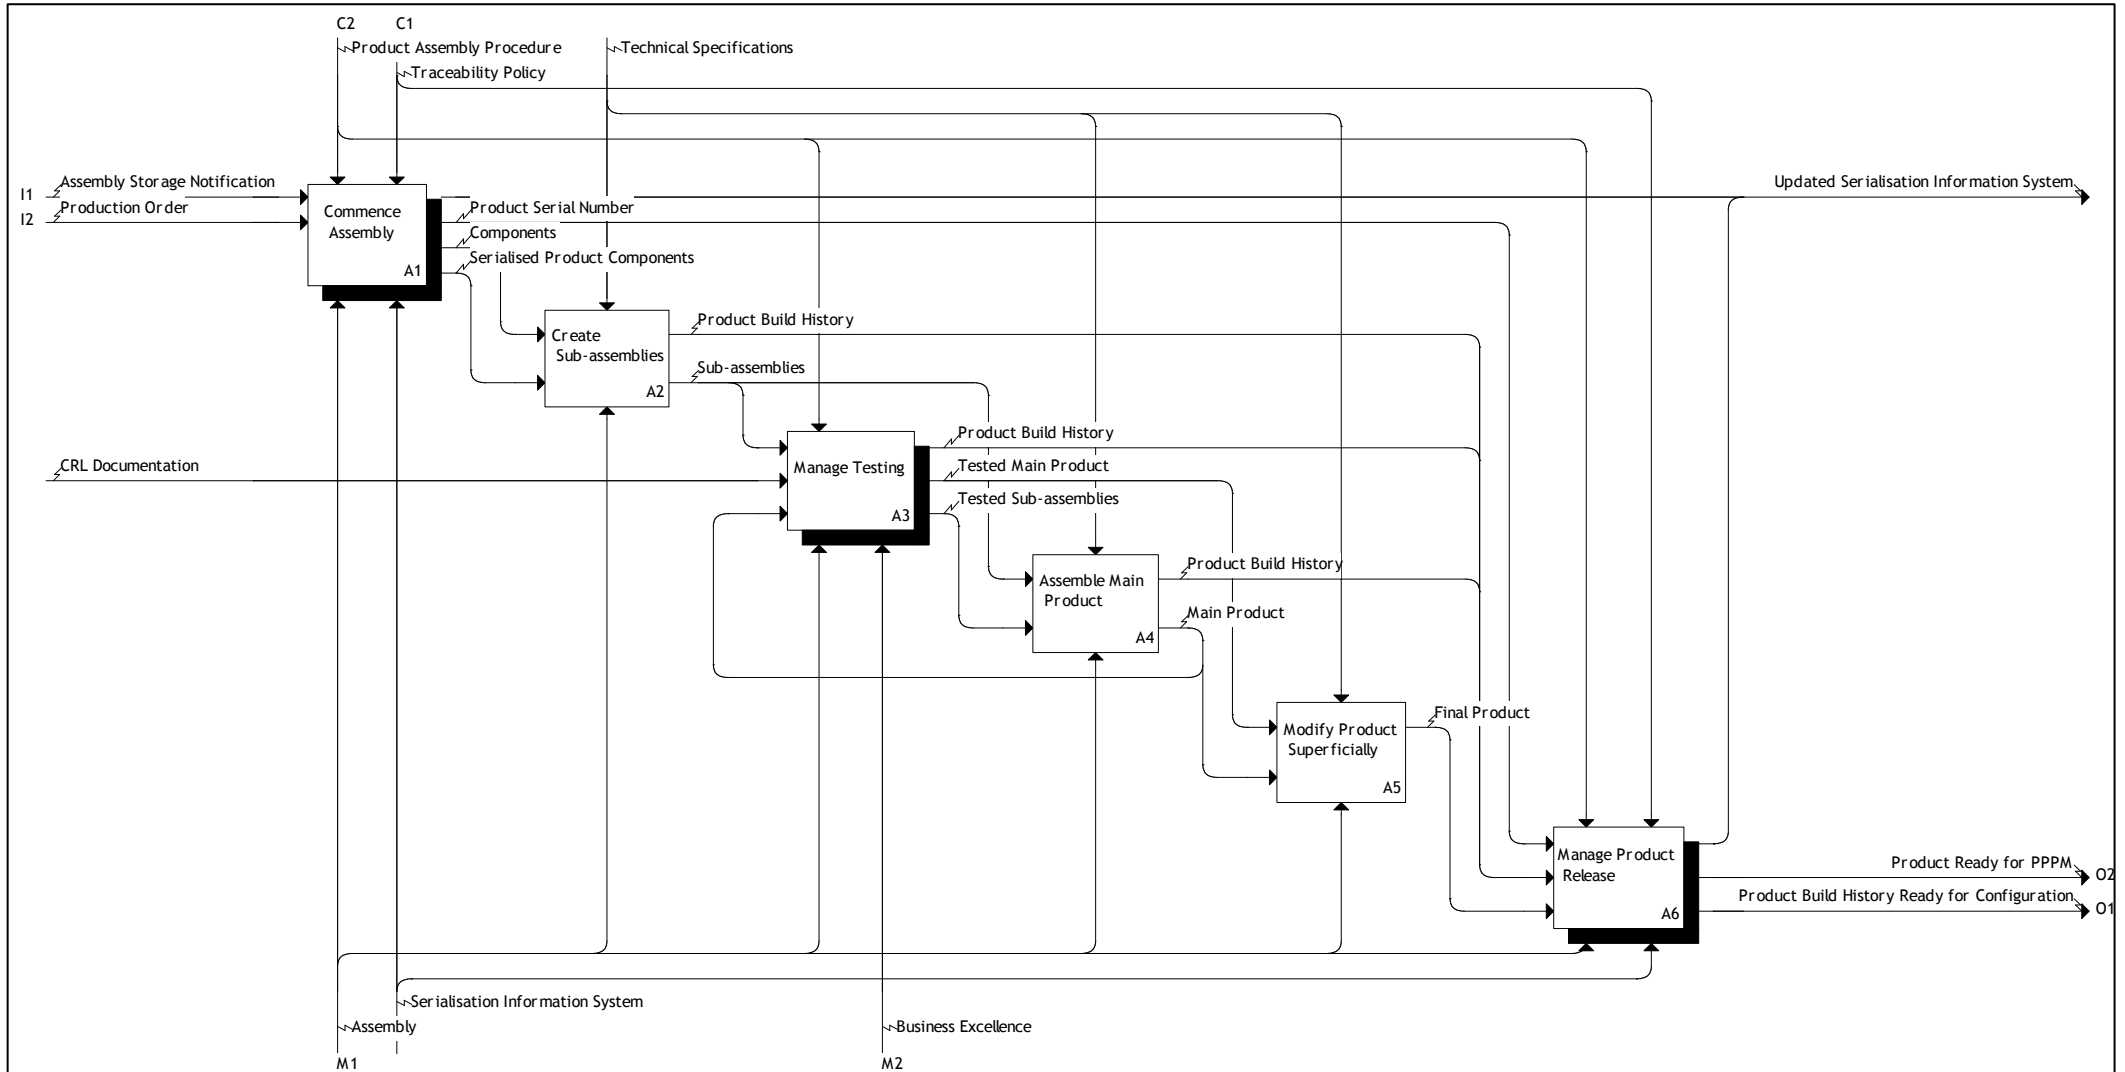 C2
C1
Product Assembly Procedure
Technical Specifications
Traceability Policy
I1
Assembly Storage Notification
Updated Serialisation Information System
I2
Production Order
Commence
Assembly
A1
Product Serial Number
Components
Serialised Product Components
Create
Sub-assemblies
A2
Product Build History
Sub-assemblies
CRL Documentation
Manage Testing
A3
Product Build History
Tested Main Product
Tested Sub-assemblies
Assemble Main
Product
A4
Product Build History
Main Product
Modify Product
Superficially
A5
Final Product
Manage Product
Release
A6
Product Ready for PPPM
O2
Product Build History Ready for Configuration
O1
Serialisation Information System
Assembly
Business Excellence
M1
M2